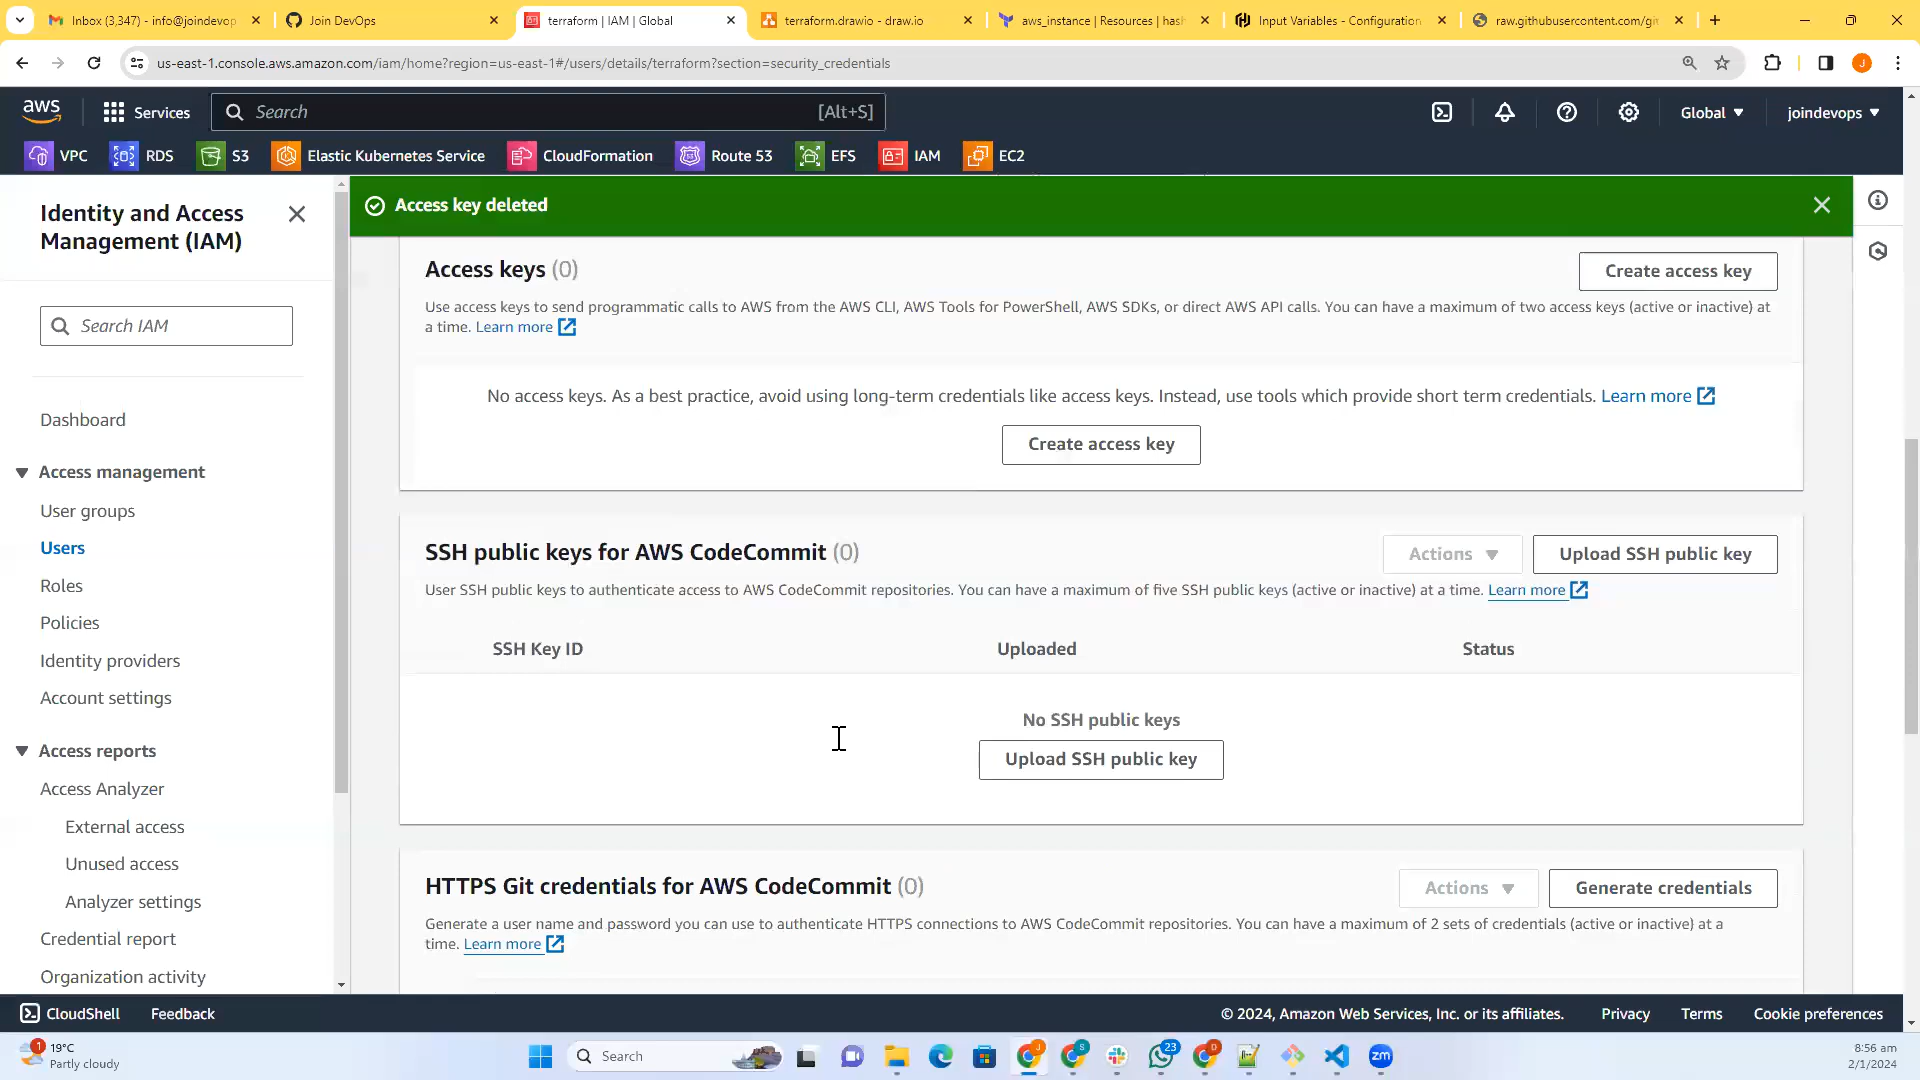 Inbox (3,347) - info@joindevop
Join DevOps
terraform | IAM | Global
terraform.drawio - draw.io
aws_instance | Resources | hash
Input Variables - Configuration
raw.githubusercontent.com/git
us-east-1.console.aws.amazon.com/iam/home?region=us-east-1#/users/details/terraform?section=security_credentials
J
aws
Services
Search
[Alt+S]
Global
joindevops
VPC
RDS
S3
Elastic Kubernetes Service
CloudFormation
Route 53
EFS
IAM
EC2
Identity and Access
Management (IAM)
Search IAM
Dashboard
Access management
User groups
Users
Roles
Policies
Identity providers
Account settings
Access reports
Access Analyzer
External access
Unused access
Analyzer settings
Credential report
Organization activity
Access key deleted
Access keys (0)
Create access key
Use access keys to send programmatic calls to AWS from the AWS CLI, AWS Tools for PowerShell, AWS SDKs, or direct AWS API calls. You can have a maximum of two access keys (active or inactive) at
a time. Learn more
No access keys. As a best practice, avoid using long-term credentials like access keys. Instead, use tools which provide short term credentials. Learn more
Create access key
SSH public keys for AWS CodeCommit (0)
Actions
Upload SSH public key
User SSH public keys to authenticate access to AWS CodeCommit repositories. You can have a maximum of five SSH public keys (active or inactive) at a time. Learn more
SSH Key ID
Uploaded
Status
No SSH public keys
Upload SSH public key
HTTPS Git credentials for AWS CodeCommit (0)
Actions
Generate credentials
Generate a user name and password you can use to authenticate HTTPS connections to AWS CodeCommit repositories. You can have a maximum of 2 sets of credentials (active or inactive) at a
time. Learn more
CloudShell
Feedback
© 2024, Amazon Web Services, Inc. or its affiliates.
Privacy
Terms
Cookie preferences
1
19°C
Partly cloudy
Search
J
S
23
D
zm
8:56 am
2/1/2024